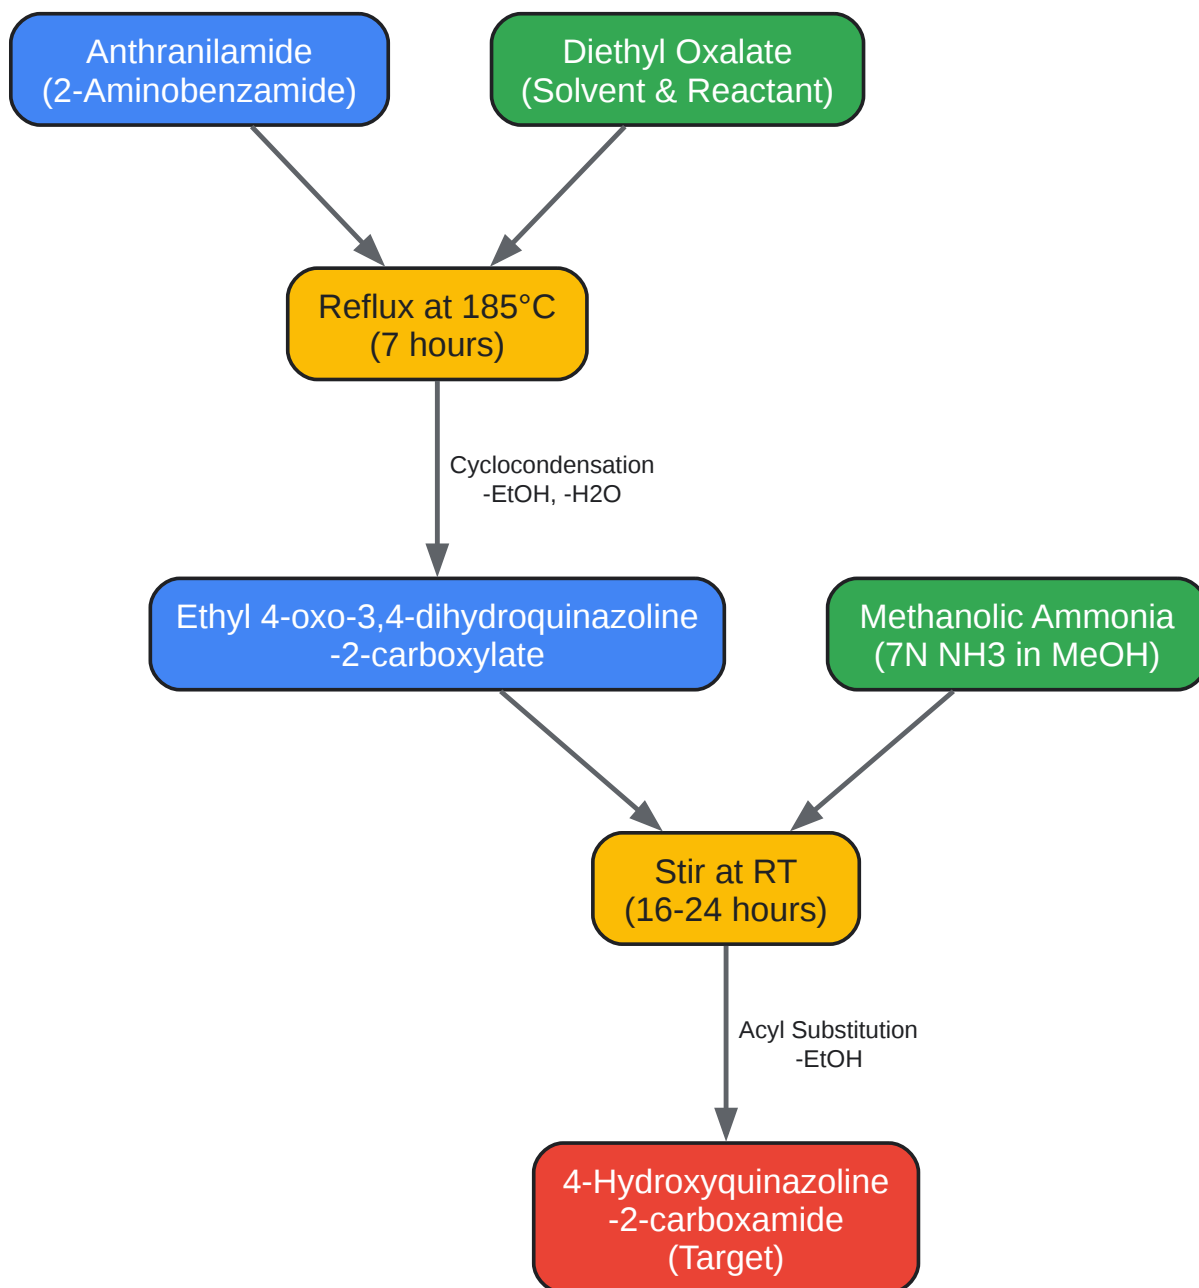 Anthranilamide
(2-Aminobenzamide)
Diethyl Oxalate
(Solvent & Reactant)
Reflux at 185°C
(7 hours)
Cyclocondensation
-EtOH, -H2O
Ethyl 4-oxo-3,4-dihydroquinazoline
-2-carboxylate
Methanolic Ammonia
(7N NH3 in MeOH)
Stir at RT
(16-24 hours)
Acyl Substitution
-EtOH
4-Hydroxyquinazoline
-2-carboxamide
(Target)